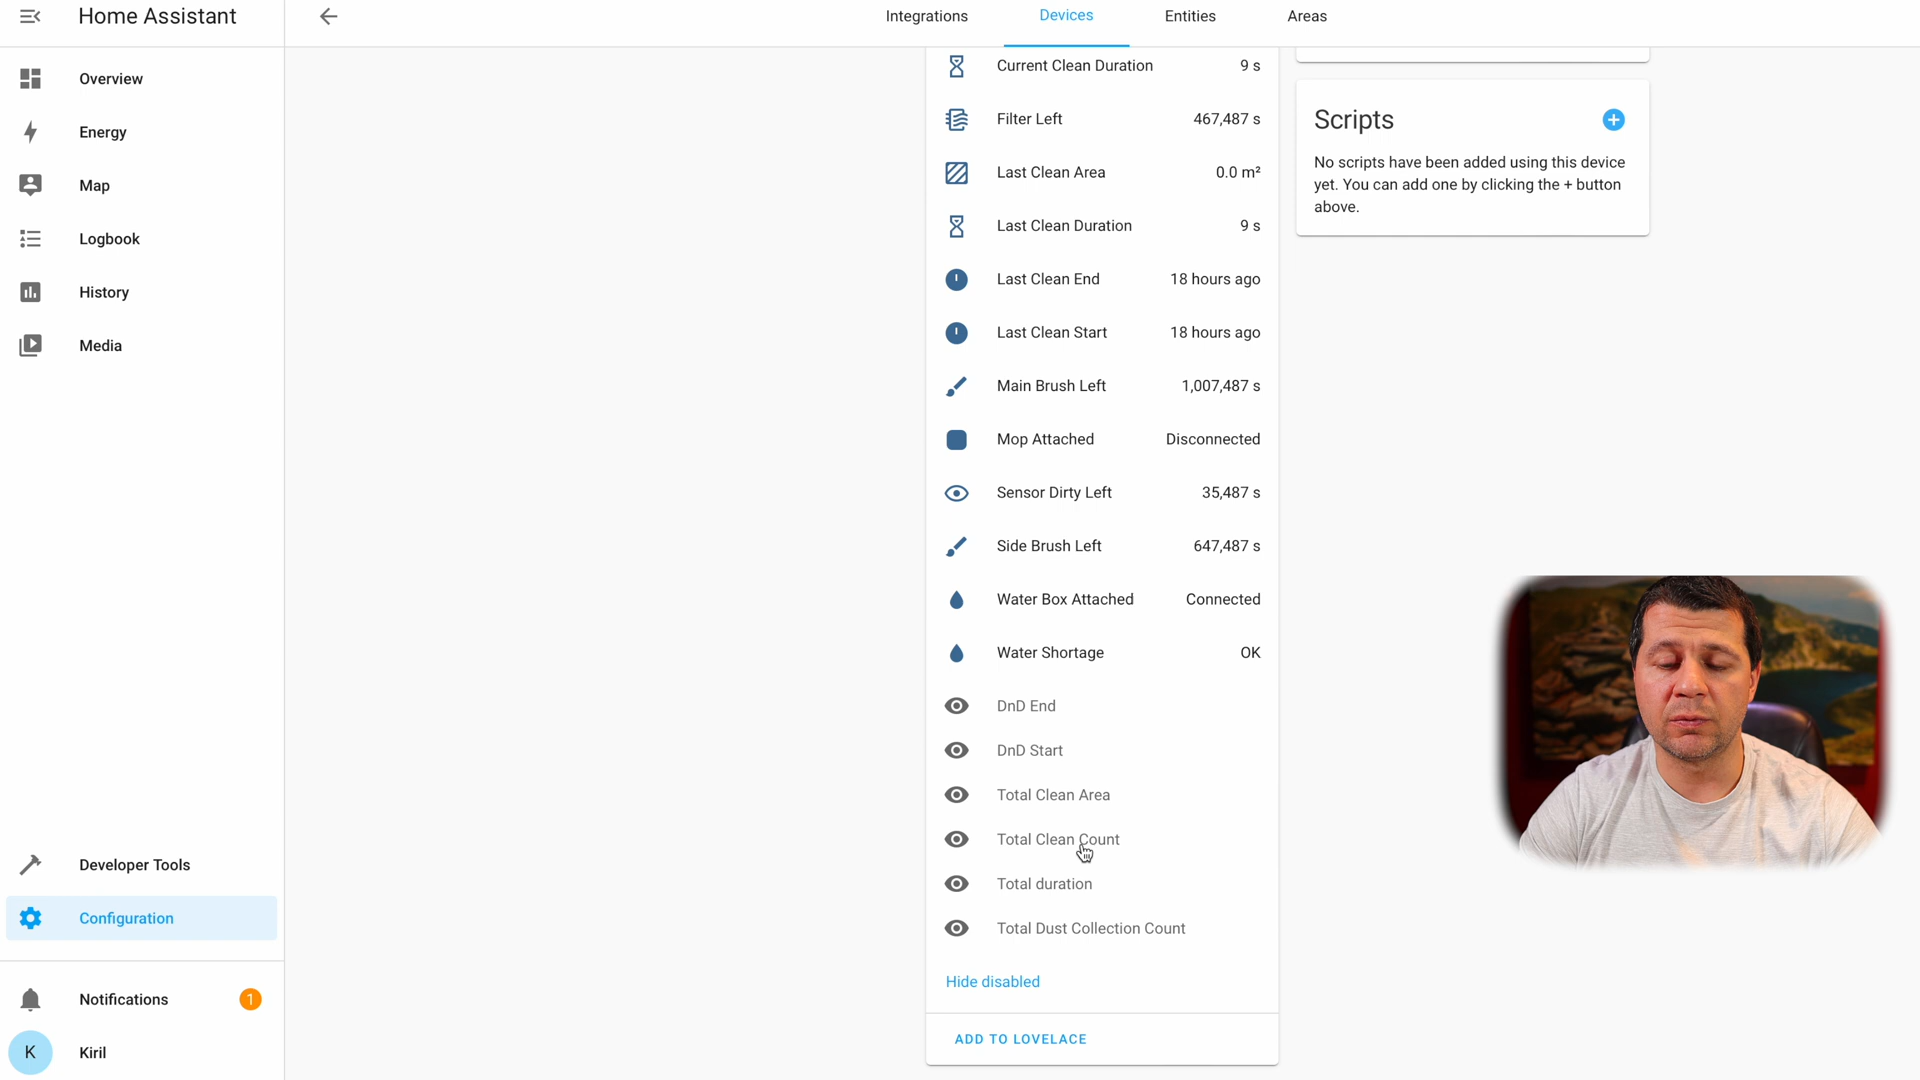 Home Assistant
Integrations
Devices
Entities
Areas
Overview
Energy
Map
Logbook
History
Media
Developer Tools
Configuration
Notifications
1
K
Kiril
Current Clean Duration 9 s
Filter Left 467,487 s
Last Clean Area 0.0 m²
Last Clean Duration 9 s
Last Clean End 18 hours ago
Last Clean Start 18 hours ago
Main Brush Left 1,007,487 s
Mop Attached Disconnected
Sensor Dirty Left 35,487 s
Side Brush Left 647,487 s
Water Box Attached Connected
Water Shortage OK
DnD End
DnD Start
Total Clean Area
Total Clean Count
Total duration
Total Dust Collection Count
Hide disabled
ADD TO LOVELACE
Scripts
No scripts have been added using this device
yet. You can add one by clicking the + button
above.